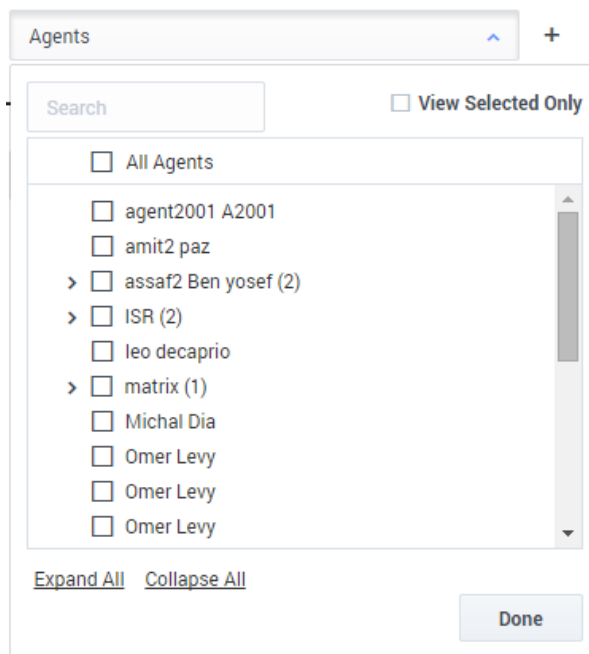 Agents +
Search View Selected Only
All Agents
agent2001 A2001
amit2 paz
assaf2 Ben yosef (2)
ISR (2)
leo decaprio
matrix (1)
Michal Dia
Omer Levy
Omer Levy
Omer Levy
Expand All Collapse All
Done